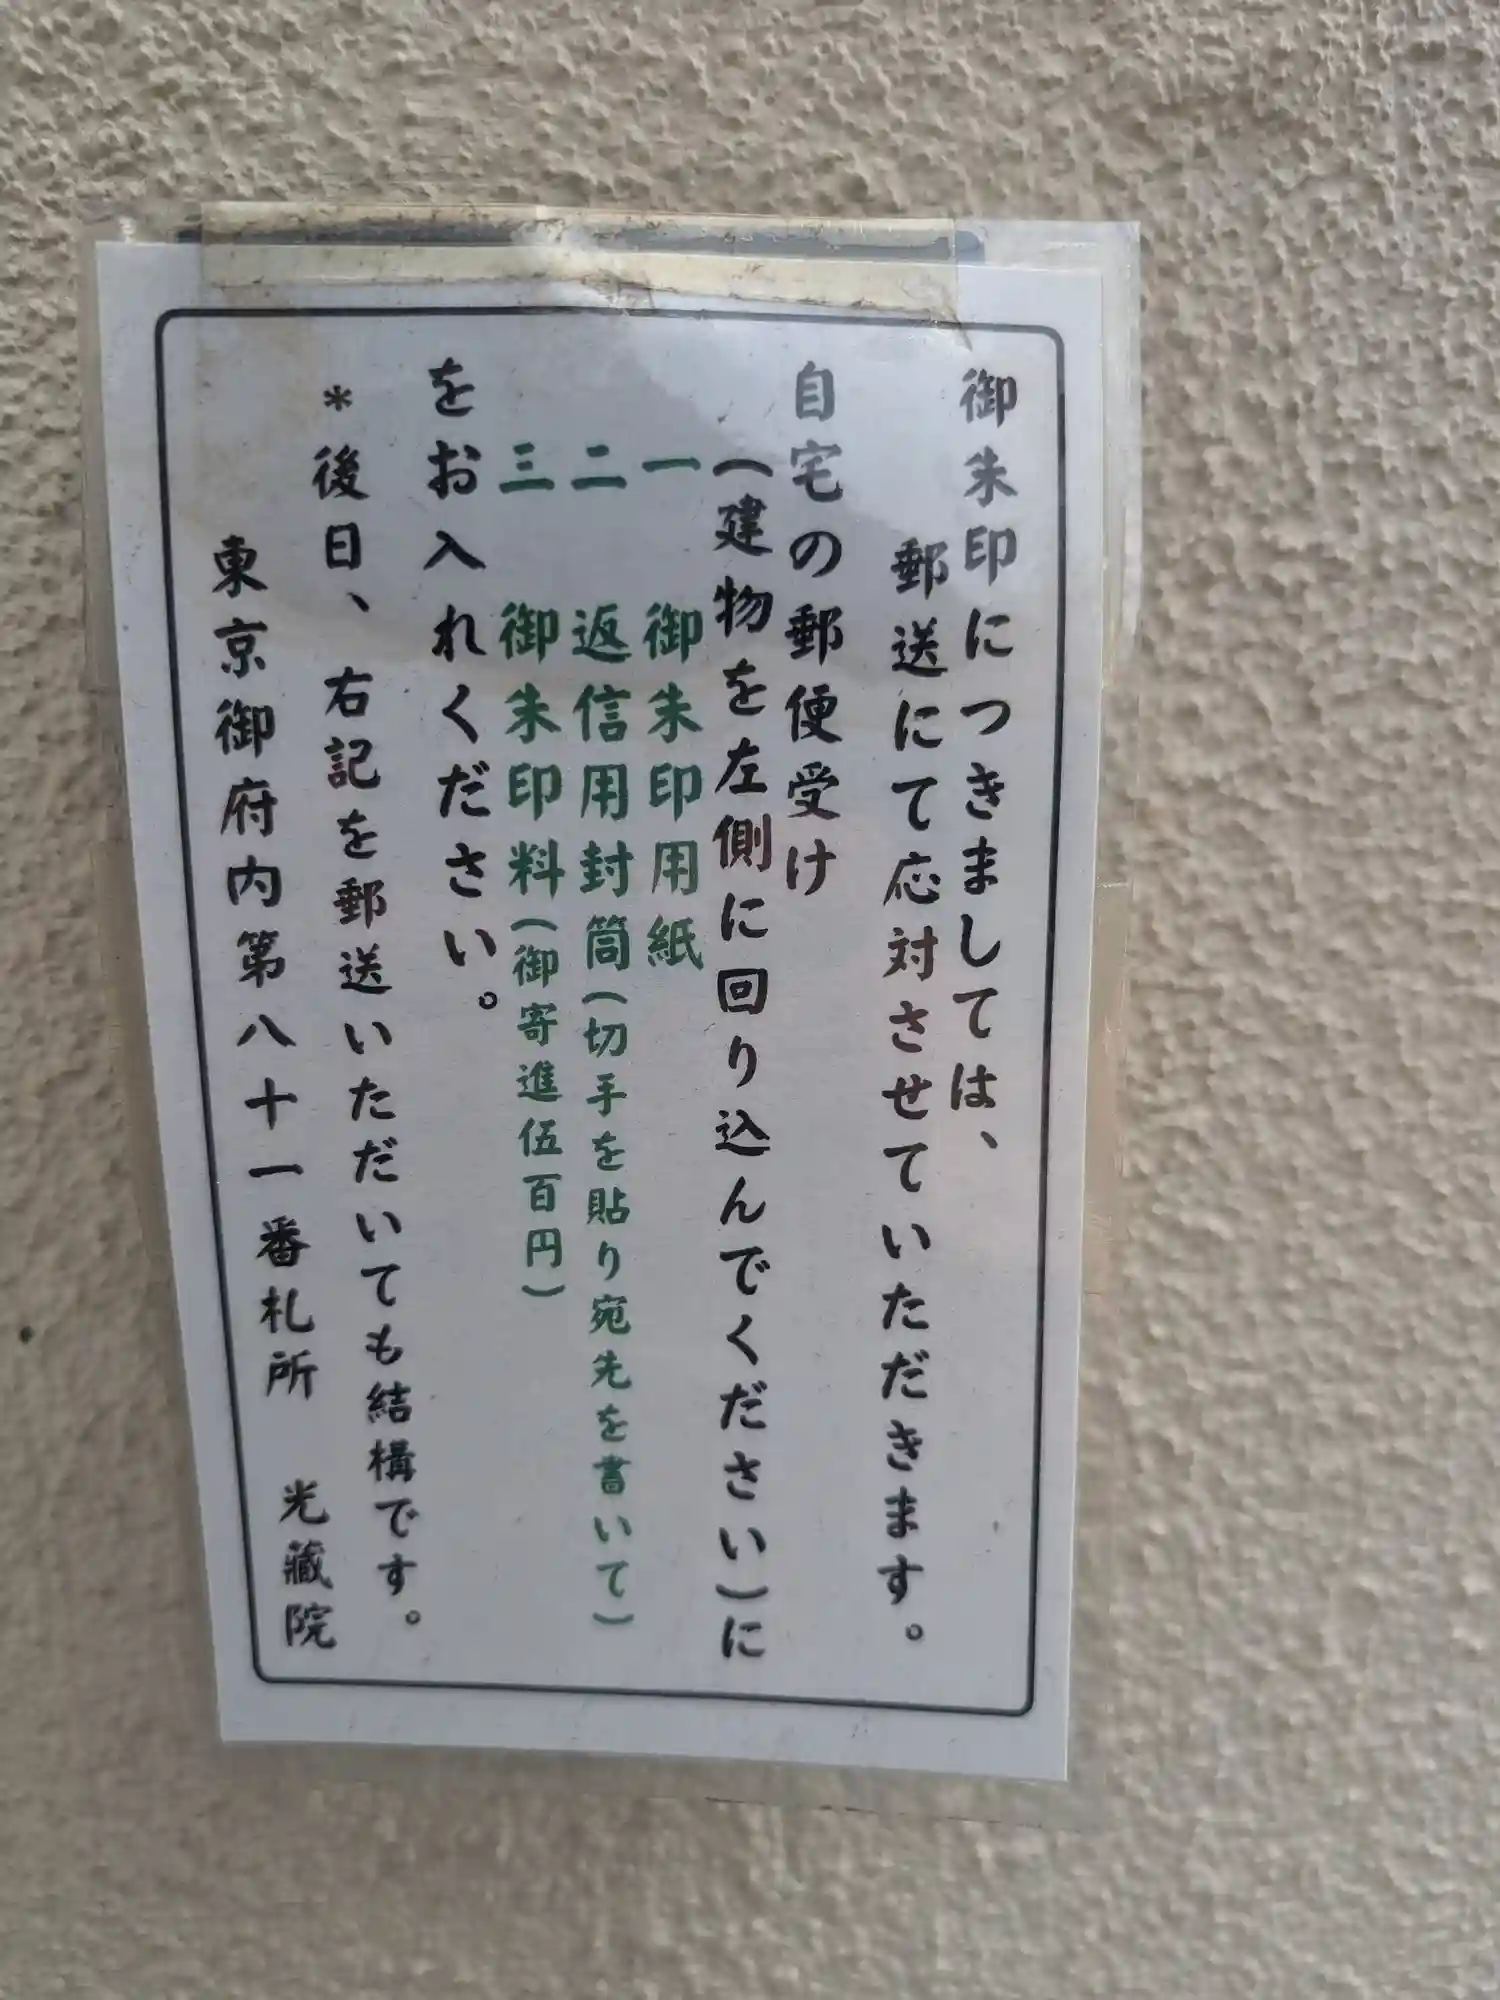 御朱印につきましては、
郵送にて応対させていただきます。
自宅の郵便受け
(建物を左側に回り込んでください)に
一 御朱印用紙
二 返信用封筒(切手を貼り宛先を書いて)
三 御朱印料(御寄進伍百円)
をお入れください。
*後日、右記を郵送いただいても結構です。
東京御府内第八十一番札所 光蔵院